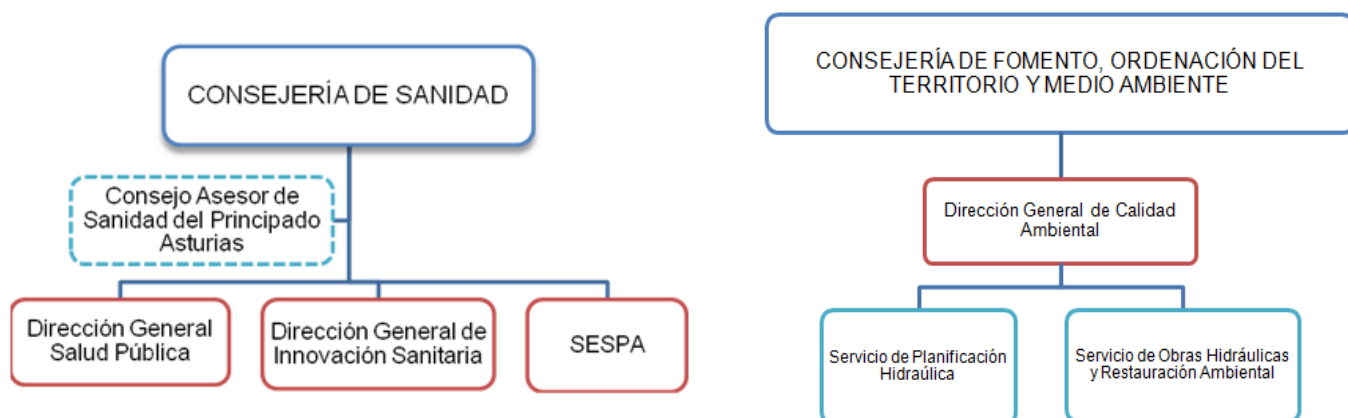 CONSEJERÍA DE SANIDAD
Consejo Asesor de
Sanidad del Principado
Asturias
Dirección General
Salud Pública
Dirección General de
Innovación Sanitaria
SESPA
CONSEJERÍA DE FOMENTO, ORDENACIÓN DEL
TERRITORIO Y MEDIO AMBIENTE
Dirección General de Calidad
Ambiental
Servicio de Planificación
Hidraúlica
Servicio de Obras Hidráulicas
y Restauración Ambiental